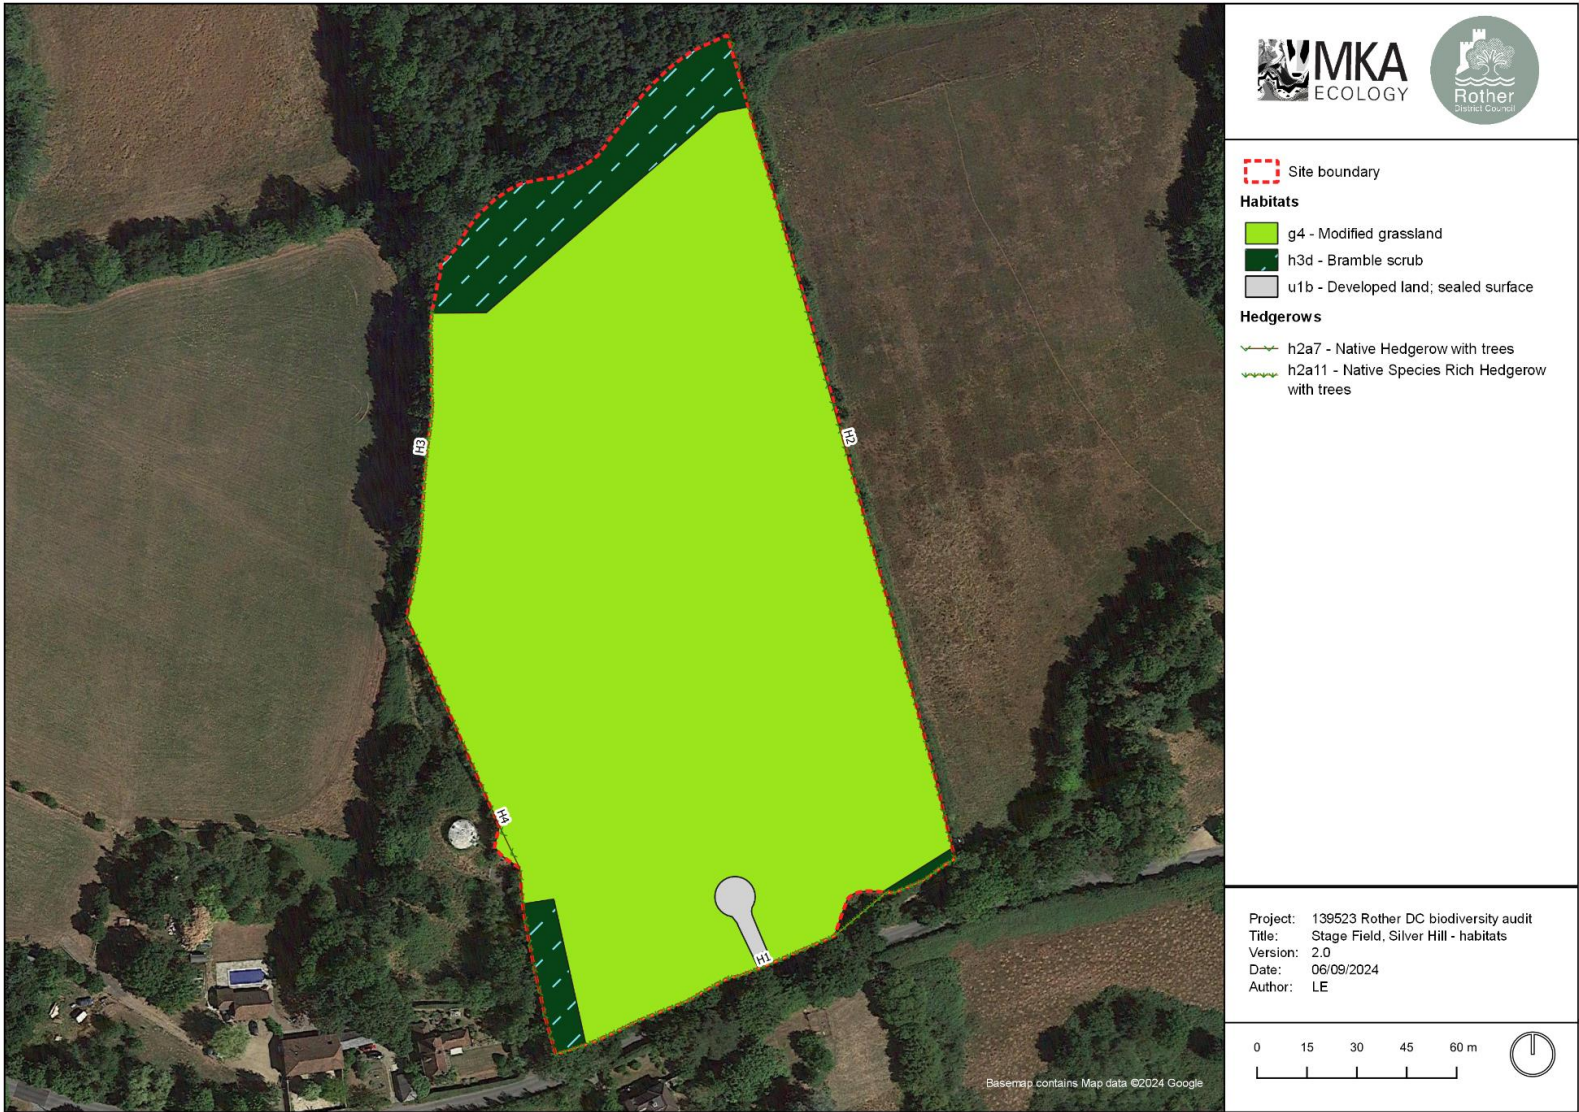 MKA
ECOLOGY
Rother
District Council
Site boundary
Habitats
g4 - Modified grassland
h3d - Bramble scrub
u1b - Developed land; sealed surface
Hedgerows
h2a7 - Native Hedgerow with trees
h2a11 - Native Species Rich Hedgerow
with trees
H3
H2
H4
H1
Basemap contains Map data ©2024 Google
Project: 139523 Rother DC biodiversity audit
Title: Stage Field, Silver Hill - habitats
Version: 2.0
Date: 06/09/2024
Author: LE
0 15 30 45 60 m